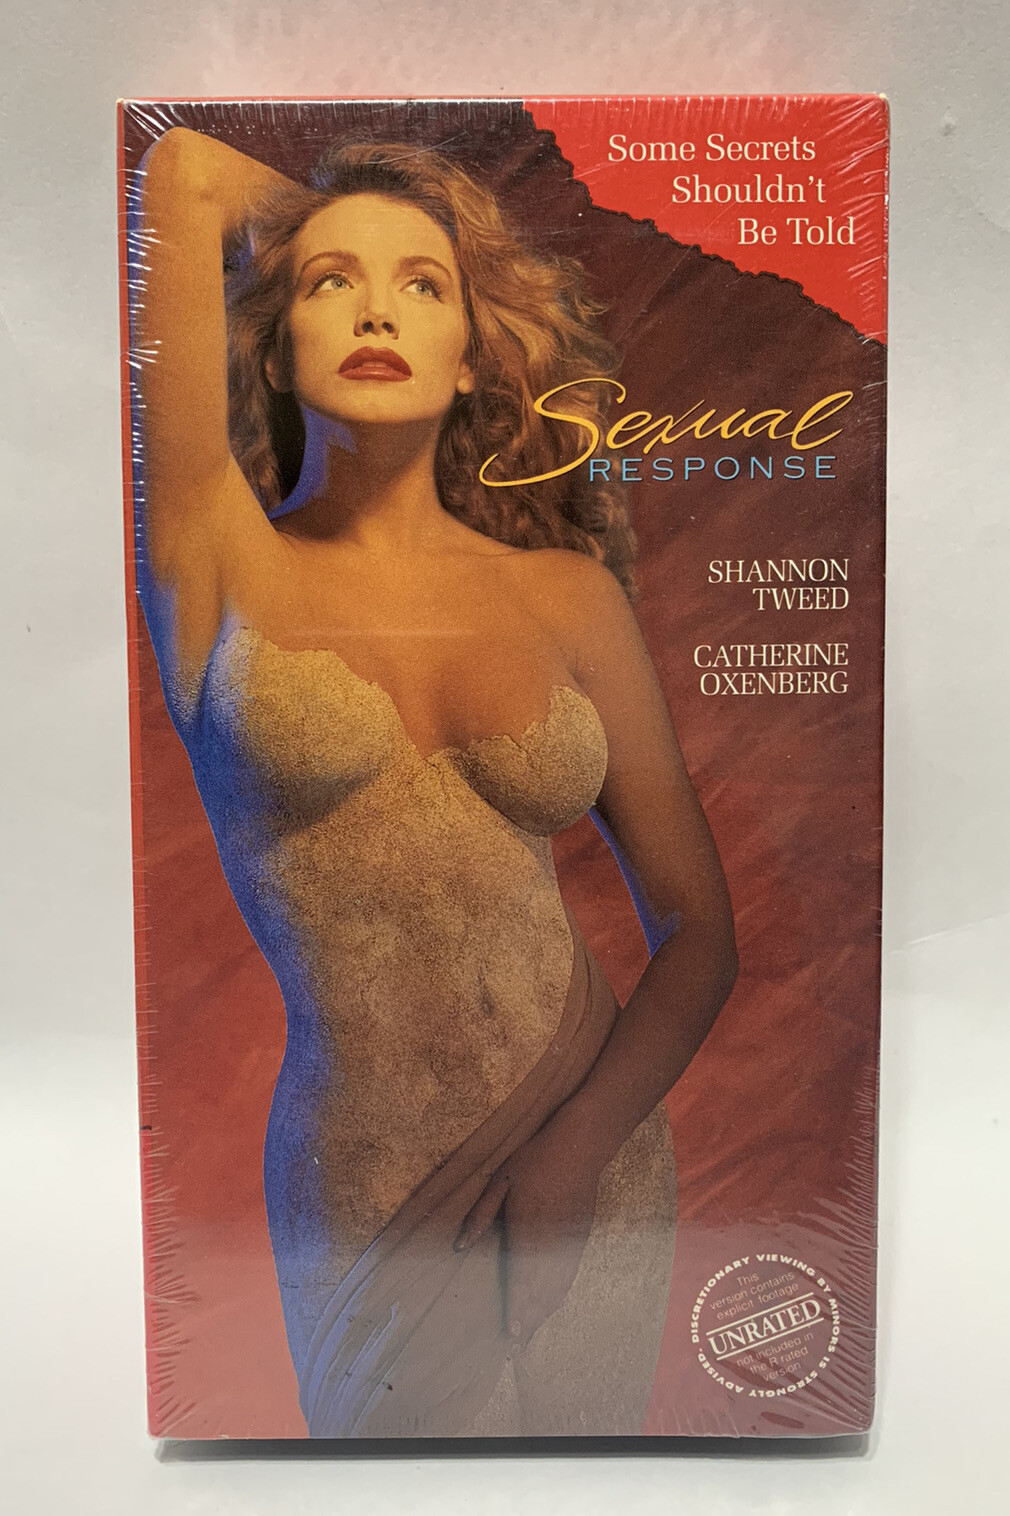 Some Secrets
Shouldn't
Be Told
Sexual
RESPONSE
SHANNON
TWEED
CATHERINE
OXENBERG
DISCRETIONARY VIEWING BY MINORS IS STRONGLY ADVISED
This
version contains
explicit footage
UNRATED
not included in
the R rated
version